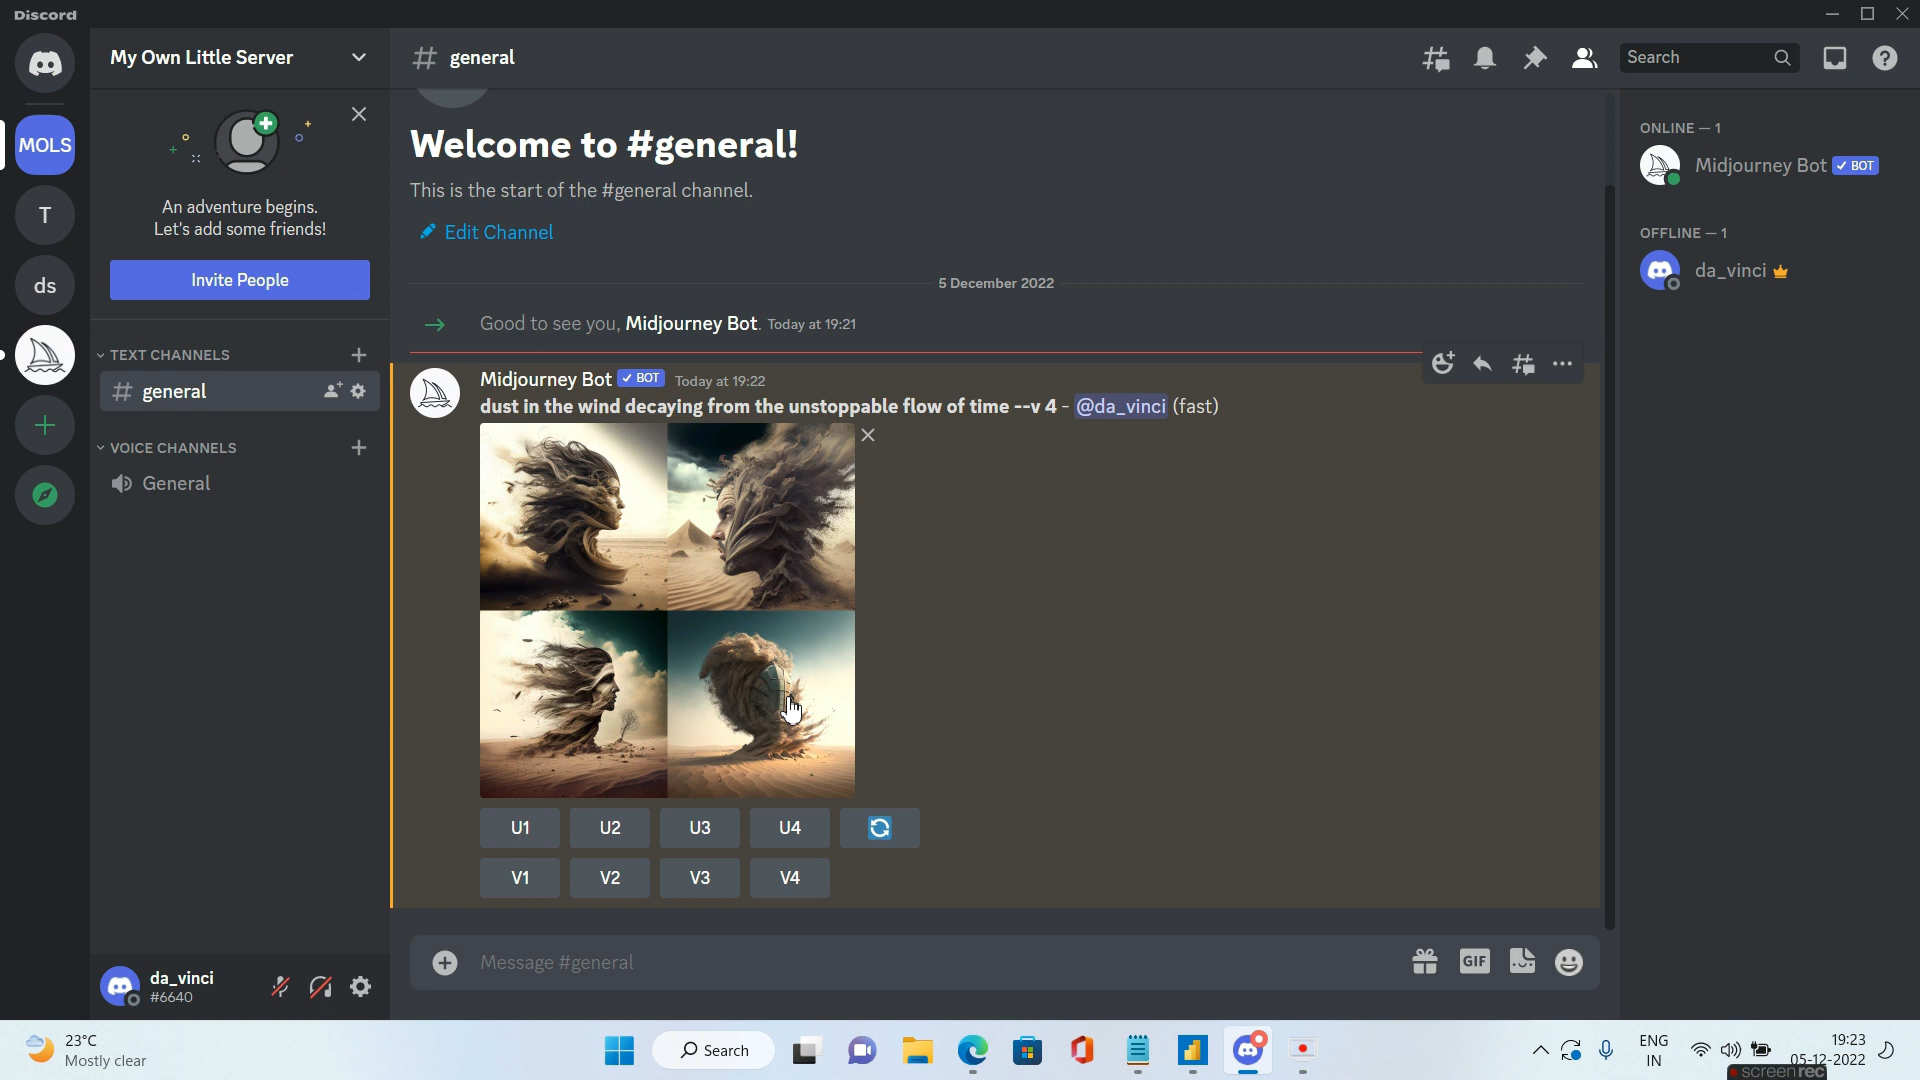 Discord
My Own Little Server
general
Search
MOLS
T
ds
An adventure begins.
Let's add some friends!
Invite People
TEXT CHANNELS
general
VOICE CHANNELS
General
Welcome to #general!
This is the start of the #general channel.
Edit Channel
5 December 2022
Good to see you, Midjourney Bot. Today at 19:21
Midjourney Bot ✓ BOT Today at 19:22
dust in the wind decaying from the unstoppable flow of time --v 4 - @da_vinci (fast)
U1 U2 U3 U4
V1 V2 V3 V4
Message #general
GIF
ONLINE — 1
Midjourney Bot ✓ BOT
OFFLINE — 1
da_vinci
da_vinci
#6640
23°C
Mostly clear
Search
ENG
IN
19:23
05-12-2022
screenrec